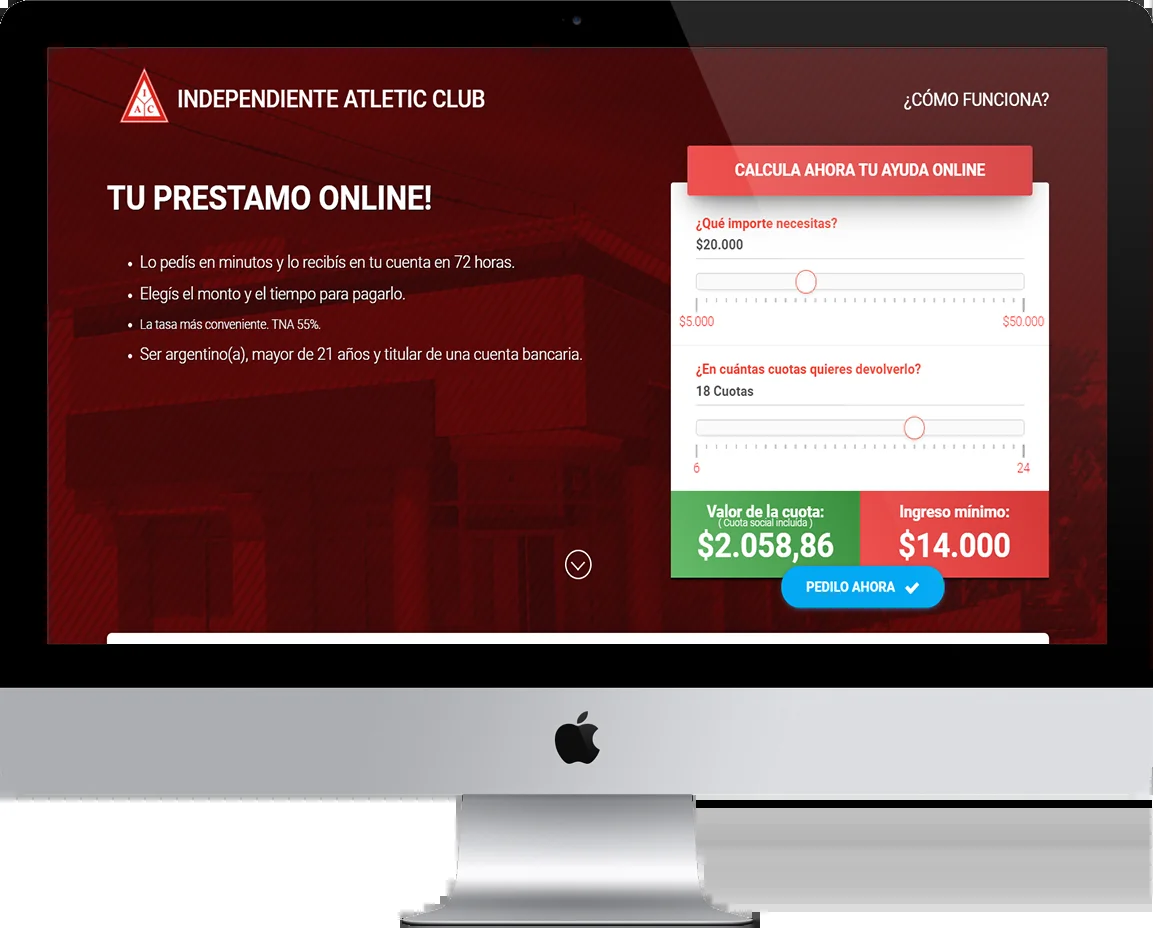 I
A C
INDEPENDIENTE ATLETIC CLUB
¿CÓMO FUNCIONA?
TU PRESTAMO ONLINE!
• Lo pedís en minutos y lo recibís en tu cuenta en 72 horas.
• Elegís el monto y el tiempo para pagarlo.
• La tasa más conveniente. TNA 55%.
• Ser argentino(a), mayor de 21 años y titular de una cuenta bancaria.
CALCULA AHORA TU AYUDA ONLINE
¿Qué importe necesitas?
$20.000
$5.000 $50.000
¿En cuántas cuotas quieres devolverlo?
18 Cuotas
6 24
Valor de la cuota:
( Cuota social incluida )
$2.058,86
Ingreso mínimo:
$14.000
PEDILO AHORA